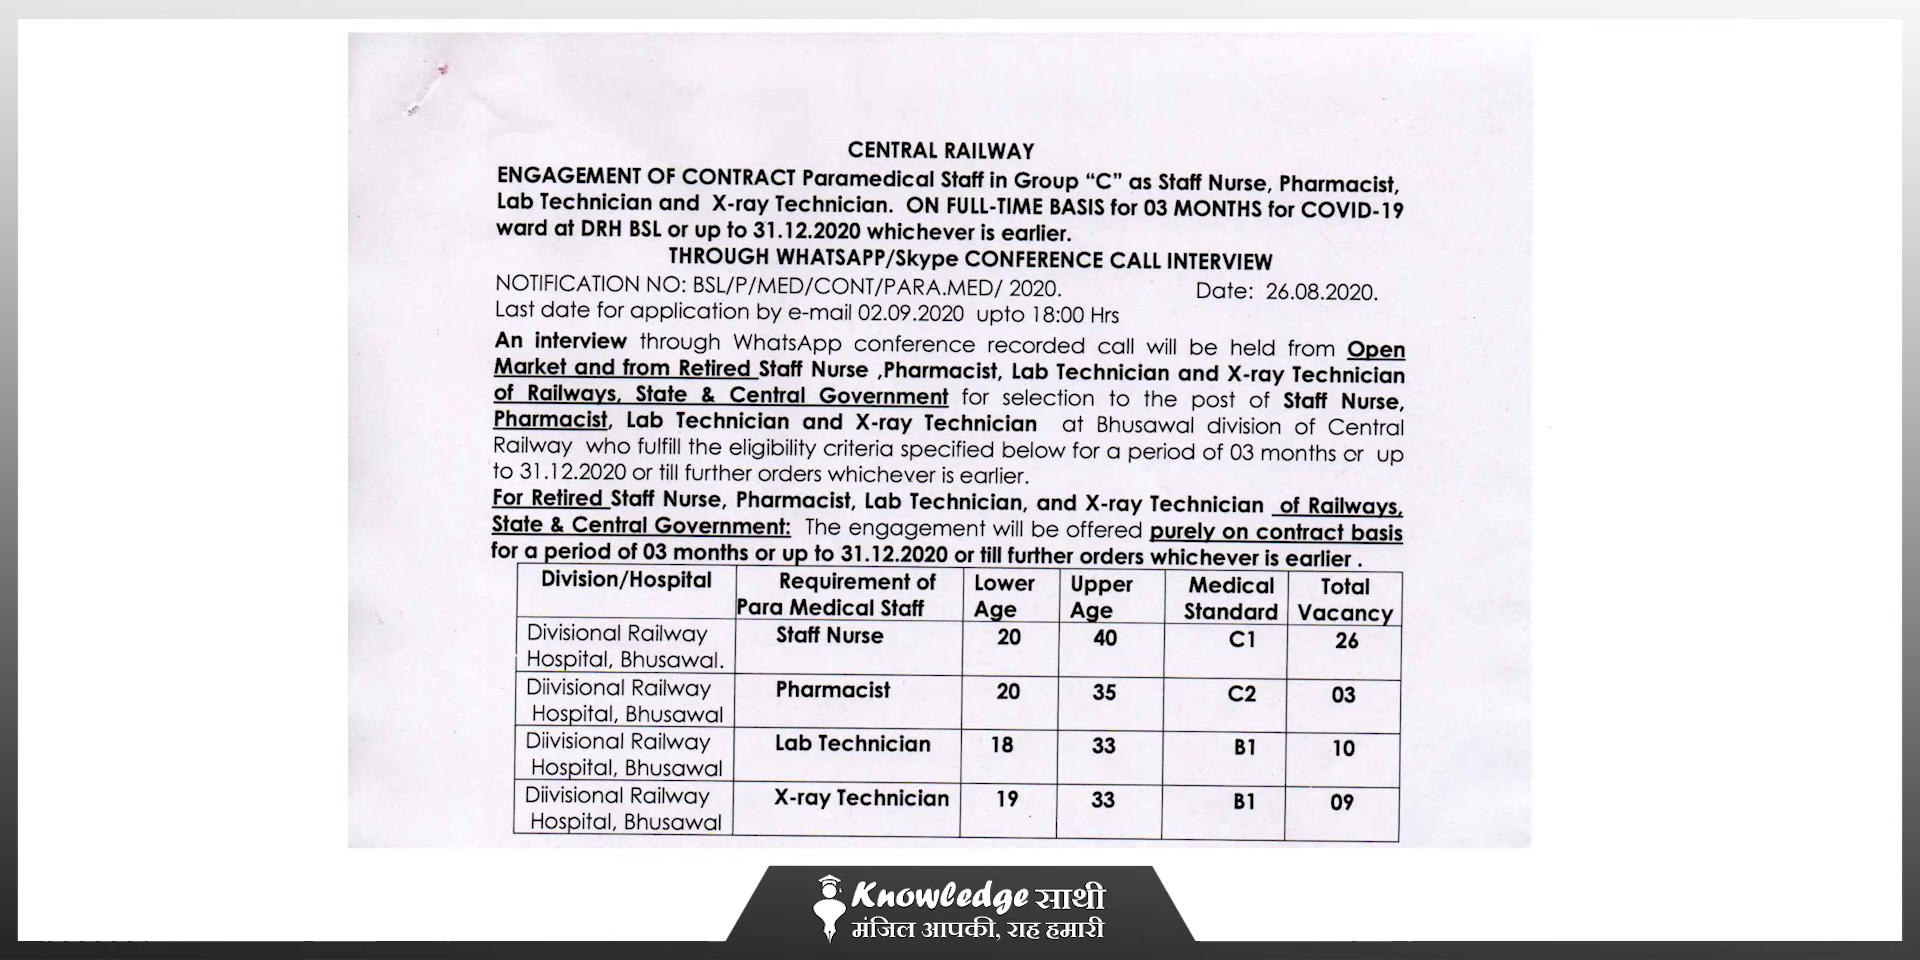 CENTRAL RAILWAY
ENGAGEMENT OF CONTRACT Paramedical Staff in Group “C” as Staff Nurse, Pharmacist,
Lab Technician and X-ray Technician. ON FULL-TIME BASIS for 03 MONTHS for COVID-19
ward at DRH BSL or up to 31.12.2020 whichever is earlier.
THROUGH WHATSAPP/Skype CONFERENCE CALL INTERVIEW
NOTIFICATION NO: BSL/P/MED/CONT/PARA.MED/ 2020. Date: 26.08.2020.
Last date for application by e-mail 02.09.2020 upto 18:00 Hrs
An interview through WhatsApp conference recorded call will be held from Open
Market and from Retired Staff Nurse ,Pharmacist, Lab Technician and X-ray Technician
of Railways, State & Central Government for selection to the post of Staff Nurse,
Pharmacist, Lab Technician and X-ray Technician at Bhusawal division of Central
Railway who fulfill the eligibility criteria specified below for a period of 03 months or up
to 31.12.2020 or till further orders whichever is earlier.
For Retired Staff Nurse, Pharmacist, Lab Technician, and X-ray Technician of Railways,
State & Central Government: The engagement will be offered purely on contract basis
for a period of 03 months or up to 31.12.2020 or till further orders whichever is earlier .
Division/Hospital Requirement of Lower Upper Medical Total
Para Medical Staff Age Age Standard Vacancy
Divisional Railway Staff Nurse 20 40 C1 26
Hospital, Bhusawal.
Diivisional Railway Pharmacist 20 35 C2 03
Hospital, Bhusawal
Diivisional Railway Lab Technician 18 33 B1 10
Hospital, Bhusawal
Diivisional Railway X-ray Technician 19 33 B1 09
Hospital, Bhusawal
Knowledge साथी
मंजिल आपकी, राह हमारी